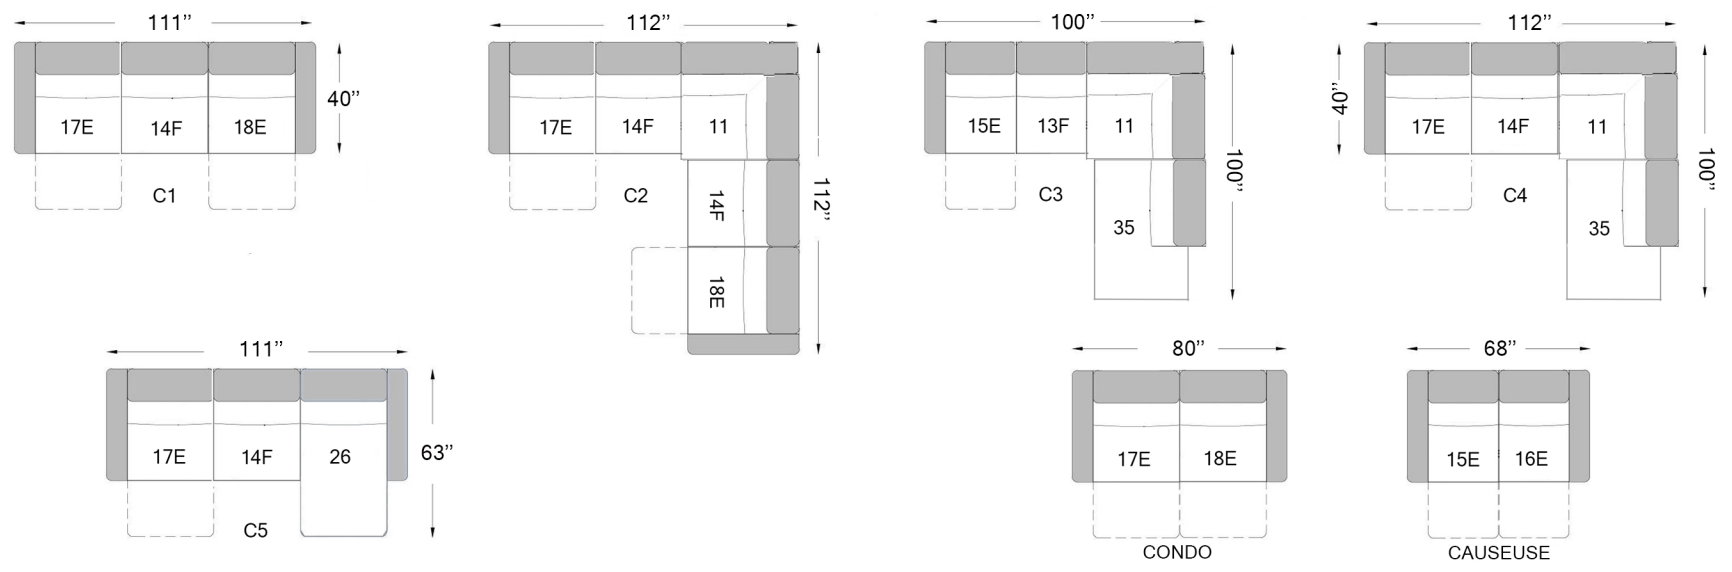 111’’
17E 14F 18E
40’’
C1
112’’
17E 14F 11
14F
18E
112’’
C2
100’’
15E 13F 11
35
100’’
C3
112’’
40’’
17E 14F 11
35
100’’
C4
111’’
17E 14F 26
63’’
C5
80’’
17E 18E
CONDO
68’’
15E 16E
CAUSEUSE